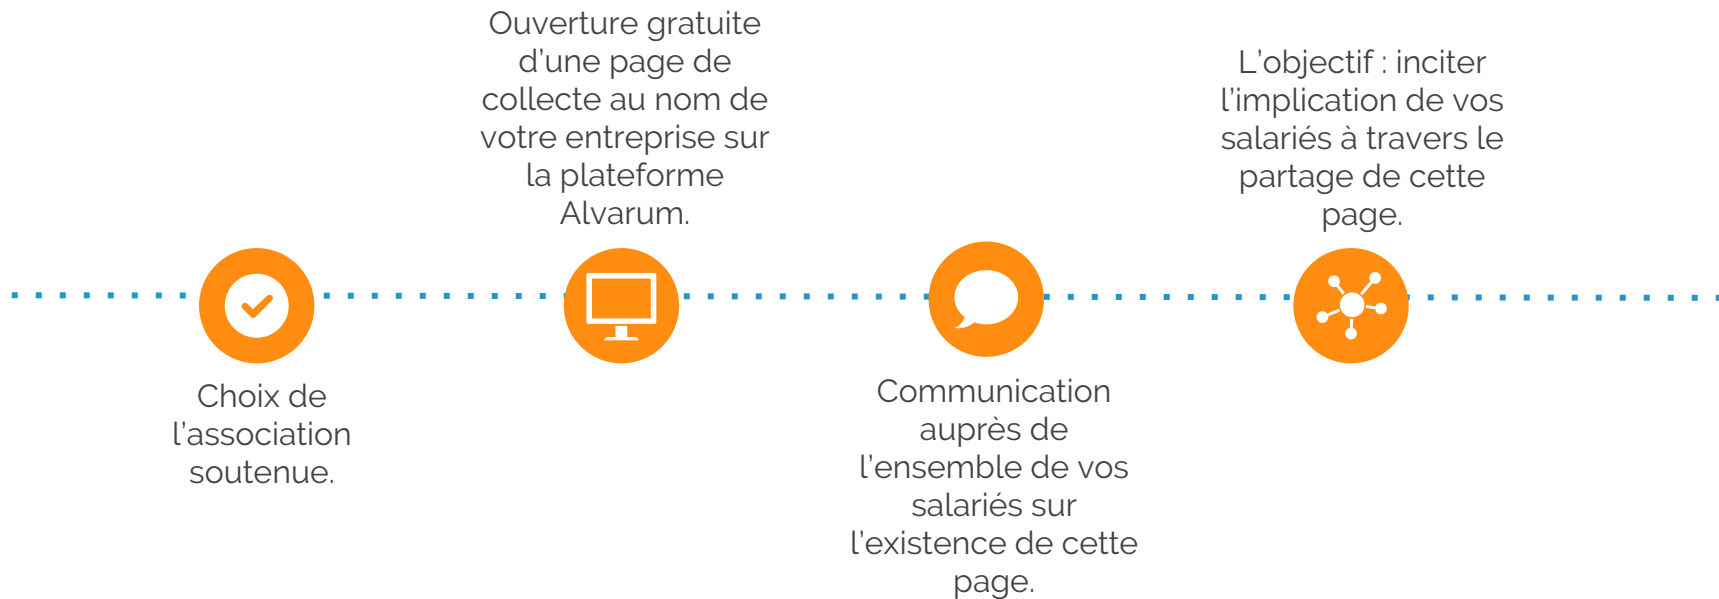 Choix de
l’association
soutenue.
Ouverture gratuite
d’une page de
collecte au nom de
votre entreprise sur
la plateforme
Alvarum.
Communication
auprès de
l’ensemble de vos
salariés sur
l’existence de cette
page.
L’objectif : inciter
l’implication de vos
salariés à travers le
partage de cette
page.